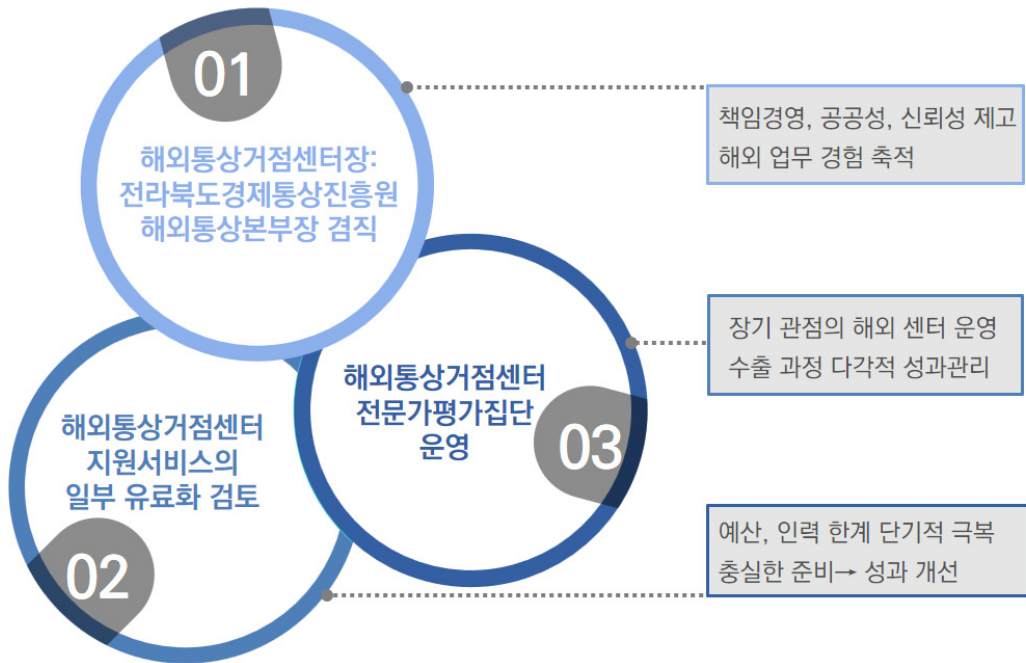 01
해외통상거점센터장:
전라북도경제통상진흥원
해외통상본부장 겸직
책임경영, 공공성, 신뢰성 제고
해외 업무 경험 축적
해외통상거점센터
지원서비스의
일부 유료화 검토
02
해외통상거점센터
전문가평가집단
운영
03
장기 관점의 해외 센터 운영
수출 과정 다각적 성과관리
예산, 인력 한계 단기적 극복
충실한 준비→ 성과 개선